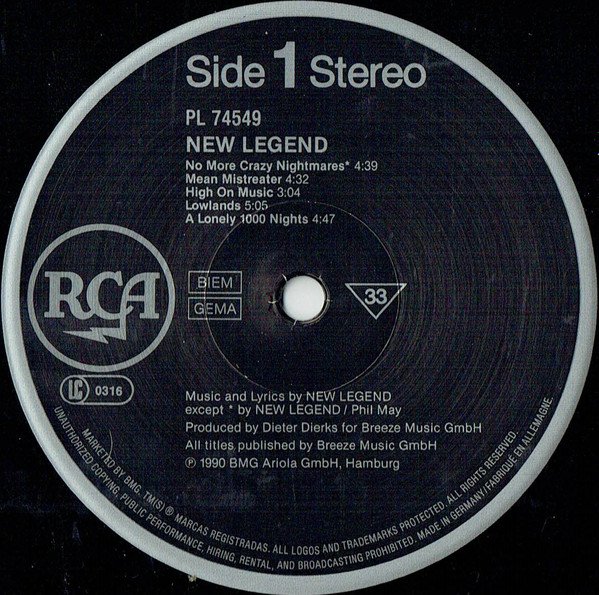 Side 1 Stereo
PL 74549
NEW LEGEND
No More Crazy Nightmares* 4:39
Mean Mistreater 4:32
High On Music 3:04
Lowlands 5:05
A Lonely 1000 Nights 4:47
RCA
BIEM
GEMA
33
LC 0316
Music and Lyrics by NEW LEGEND
except * by NEW LEGEND / Phil May
Produced by Dieter Dierks for Breeze Music GmbH
All titles published by Breeze Music GmbH
℗ 1990 BMG Ariola GmbH, Hamburg
MARKETED BY BMG. TM(S) ® MARCAS REGISTRADAS. ALL LOGOS AND TRADEMARKS PROTECTED. ALL RIGHTS RESERVED.
UNAUTHORIZED COPYING, PUBLIC PERFORMANCE, HIRING, RENTAL, AND BROADCASTING PROHIBITED. MADE IN GERMANY/FABRIQUE EN ALLEMAGNE.